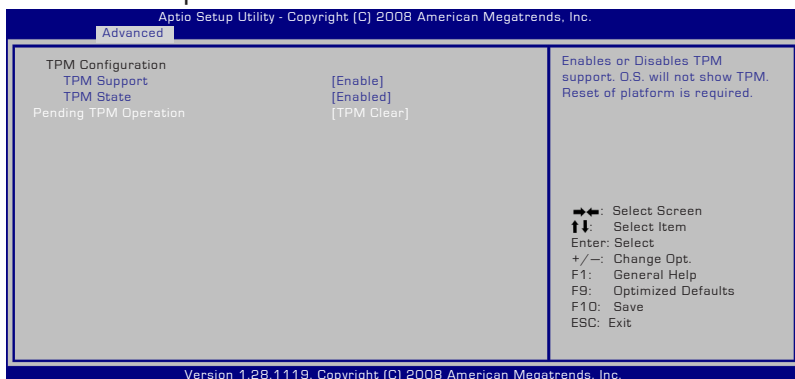 Aptio Setup Utility - Copyright (C) 2008 American Megatrends, Inc.
Advanced
TPM Configuration
TPM Support [Enable]
TPM State [Enabled]
Pending TPM Operation [TPM Clear]
Enables or Disables TPM
support. O.S. will not show TPM.
Reset of platform is required.
→←: Select Screen
↑↓: Select Item
Enter: Select
+/—: Change Opt.
F1: General Help
F9: Optimized Defaults
F10: Save
ESC: Exit
Version 1.28.1119. Copyright (C) 2008 American Megatrends, Inc.